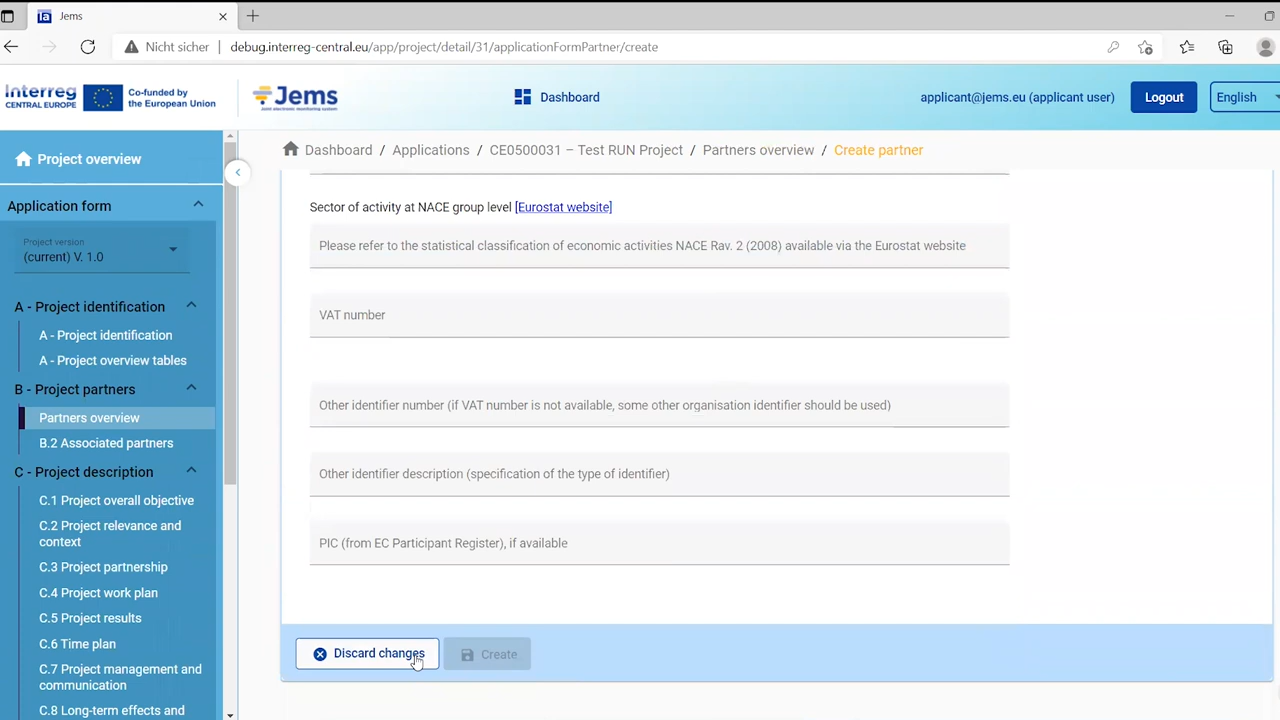 Jems
Nicht sicher
debug.interreg-central.eu/app/project/detail/31/applicationFormPartner/create
Interreg
CENTRAL EUROPE
Co-funded by
the European Union
Jems
Dashboard
applicant@jems.eu (applicant user)
Logout
English
Project overview
Dashboard / Applications / CE0500031 – Test RUN Project / Partners overview / Create partner
Application form
Project version
(current) V. 1.0
A - Project identification
A - Project identification
A - Project overview tables
B - Project partners
Partners overview
B.2 Associated partners
C - Project description
C.1 Project overall objective
C.2 Project relevance and
context
C.3 Project partnership
C.4 Project work plan
C.5 Project results
C.6 Time plan
C.7 Project management and
communication
C.8 Long-term effects and
Sector of activity at NACE group level [Eurostat website]
Please refer to the statistical classification of economic activities NACE Rav. 2 (2008) available via the Eurostat website
VAT number
Other identifier number (if VAT number is not available, some other organisation identifier should be used)
Other identifier description (specification of the type of identifier)
PIC (from EC Participant Register), if available
Discard changes
Create